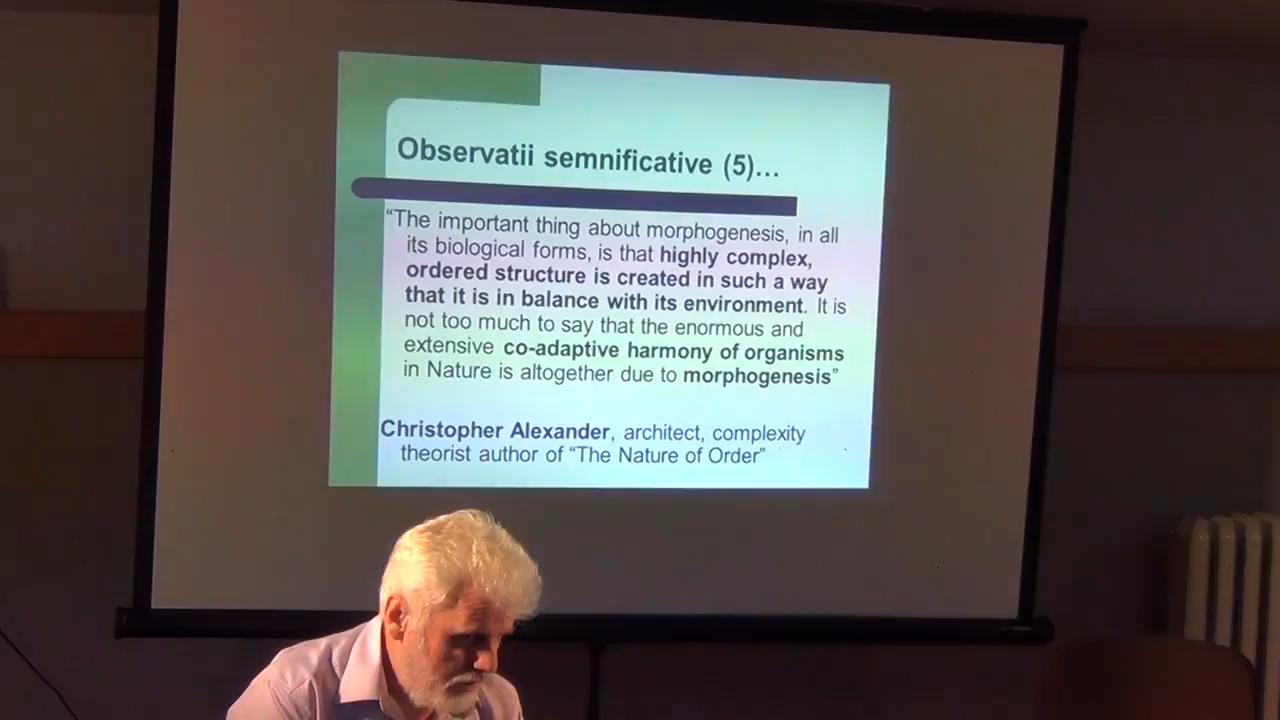 Observatii semnificative (5)...
“The important thing about morphogenesis, in all
its biological forms, is that highly complex,
ordered structure is created in such a way
that it is in balance with its environment. It is
not too much to say that the enormous and
extensive co-adaptive harmony of organisms
in Nature is altogether due to morphogenesis”
Christopher Alexander, architect, complexity
theorist author of “The Nature of Order”